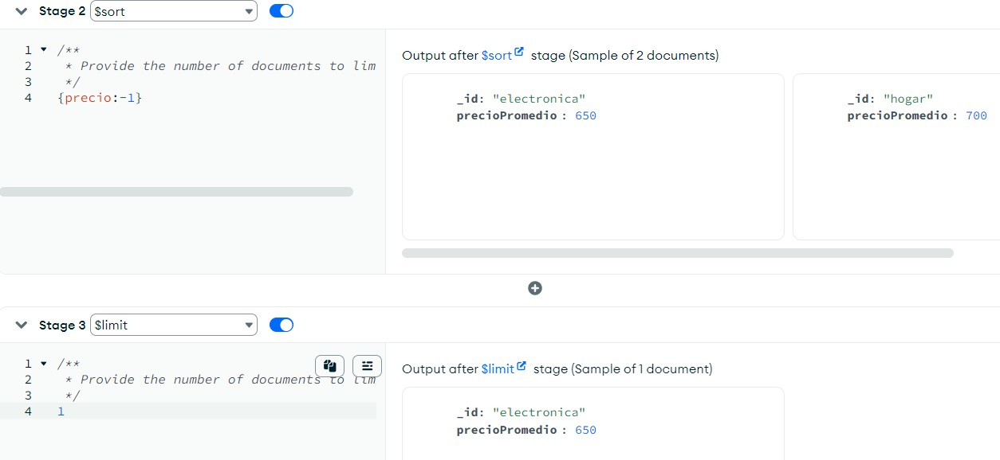 Stage 2 $sort
1 /**
2 * Provide the number of documents to lim
3 */
4 {precio:-1}
Output after $sort stage (Sample of 2 documents)
_id: "electronica"
precioPromedio : 650
_id: "hogar"
precioPromedio : 700
Stage 3 $limit
1 /**
2 * Provide the number of documents to lim
3 */
4 1
Output after $limit stage (Sample of 1 document)
_id: "electronica"
precioPromedio : 650